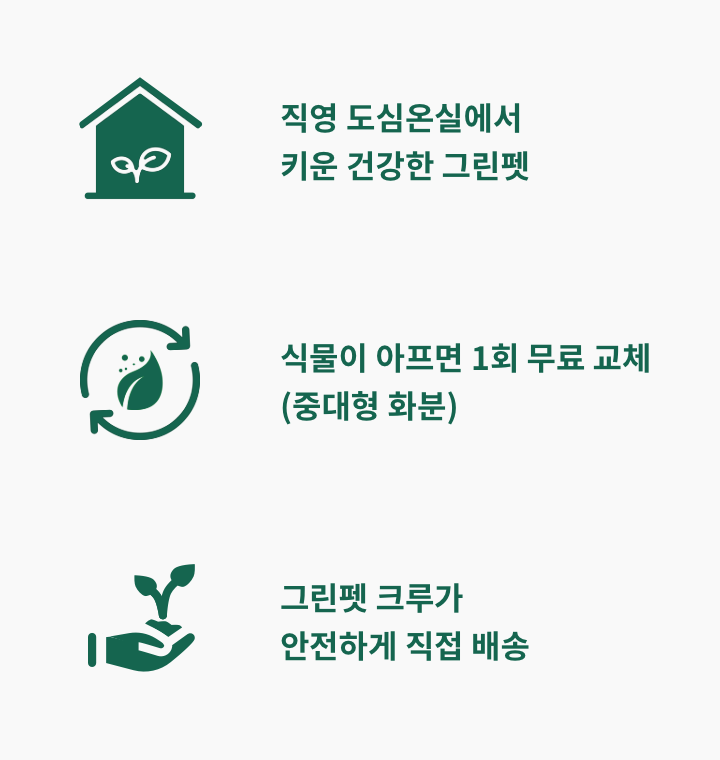 직영 도심온실에서
키운 건강한 그린펫
식물이 아프면 1회 무료 교체
(중대형 화분)
그린펫 크루가
안전하게 직접 배송